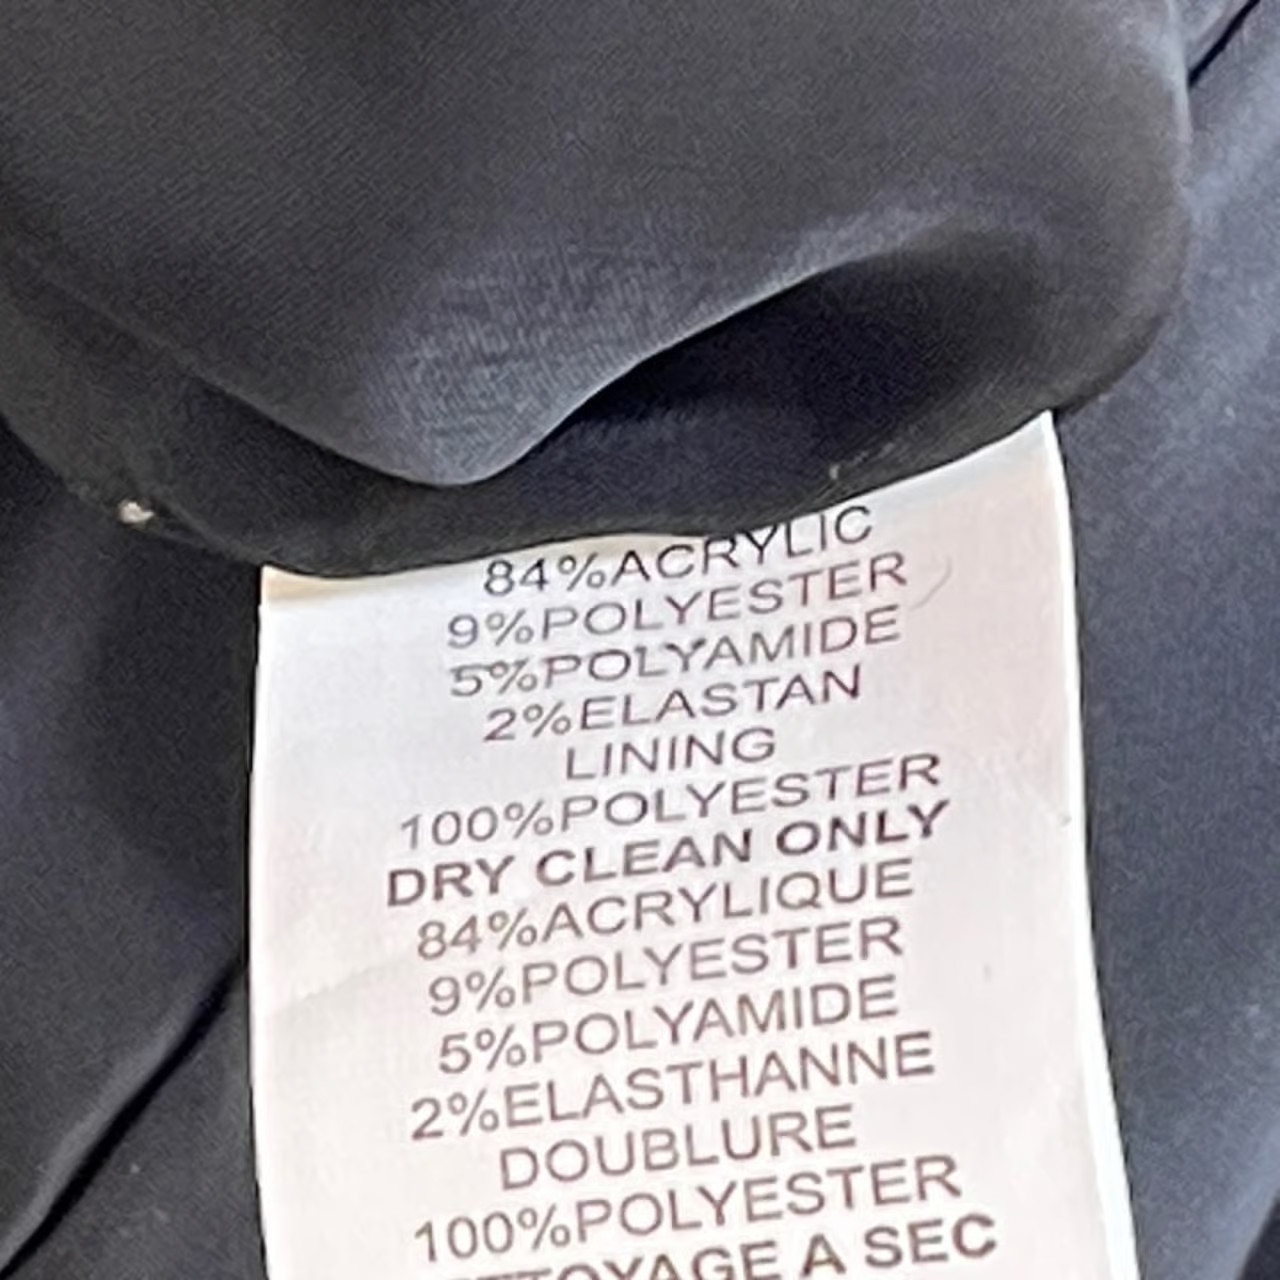 84%ACRYLIC
9%POLYESTER
5%POLYAMIDE
2%ELASTAN
LINING
100%POLYESTER
DRY CLEAN ONLY
84%ACRYLIQUE
9%POLYESTER
5%POLYAMIDE
2%ELASTHANNE
DOUBLURE
100%POLYESTER
A SEC